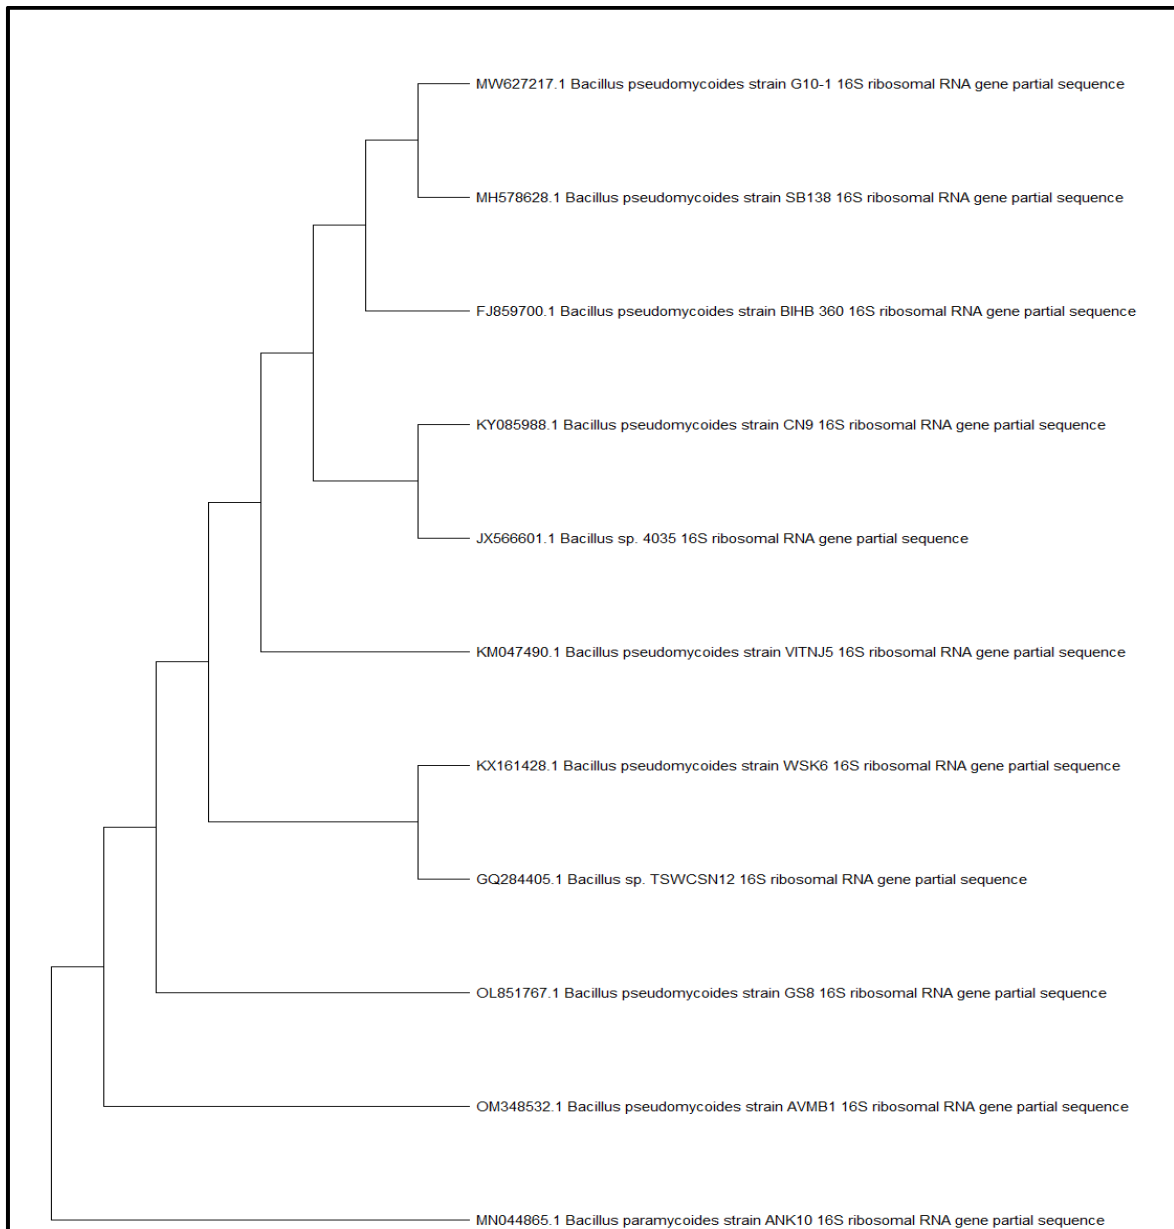 MW627217.1 Bacillus pseudomycoides strain G10-1 16S ribosomal RNA gene partial sequence
MH578628.1 Bacillus pseudomycoides strain SB138 16S ribosomal RNA gene partial sequence
FJ859700.1 Bacillus pseudomycoides strain BIHB 360 16S ribosomal RNA gene partial sequence
KY085988.1 Bacillus pseudomycoides strain CN9 16S ribosomal RNA gene partial sequence
JX566601.1 Bacillus sp. 4035 16S ribosomal RNA gene partial sequence
KM047490.1 Bacillus pseudomycoides strain VITNJ5 16S ribosomal RNA gene partial sequence
KX161428.1 Bacillus pseudomycoides strain WSK6 16S ribosomal RNA gene partial sequence
GQ284405.1 Bacillus sp. TSWCSN12 16S ribosomal RNA gene partial sequence
OL851767.1 Bacillus pseudomycoides strain GS8 16S ribosomal RNA gene partial sequence
OM348532.1 Bacillus pseudomycoides strain AVMB1 16S ribosomal RNA gene partial sequence
MN044865.1 Bacillus paramycoides strain ANK10 16S ribosomal RNA gene partial sequence